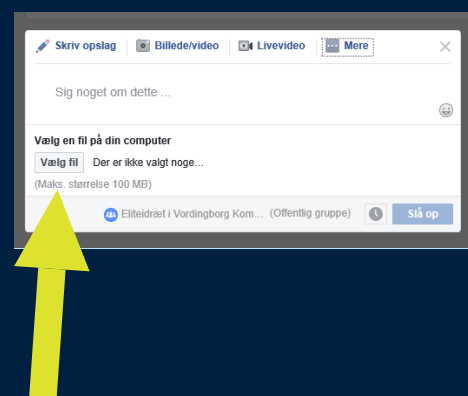 Skriv opslag Billede/video Livevideo Mere
Sig noget om dette ...
Vælg en fil på din computer
Vælg fil Der er ikke valgt noge...
(Maks. størrelse 100 MB)
Eliteidræt i Vordingborg Kom... (Offentlig gruppe) Slå op